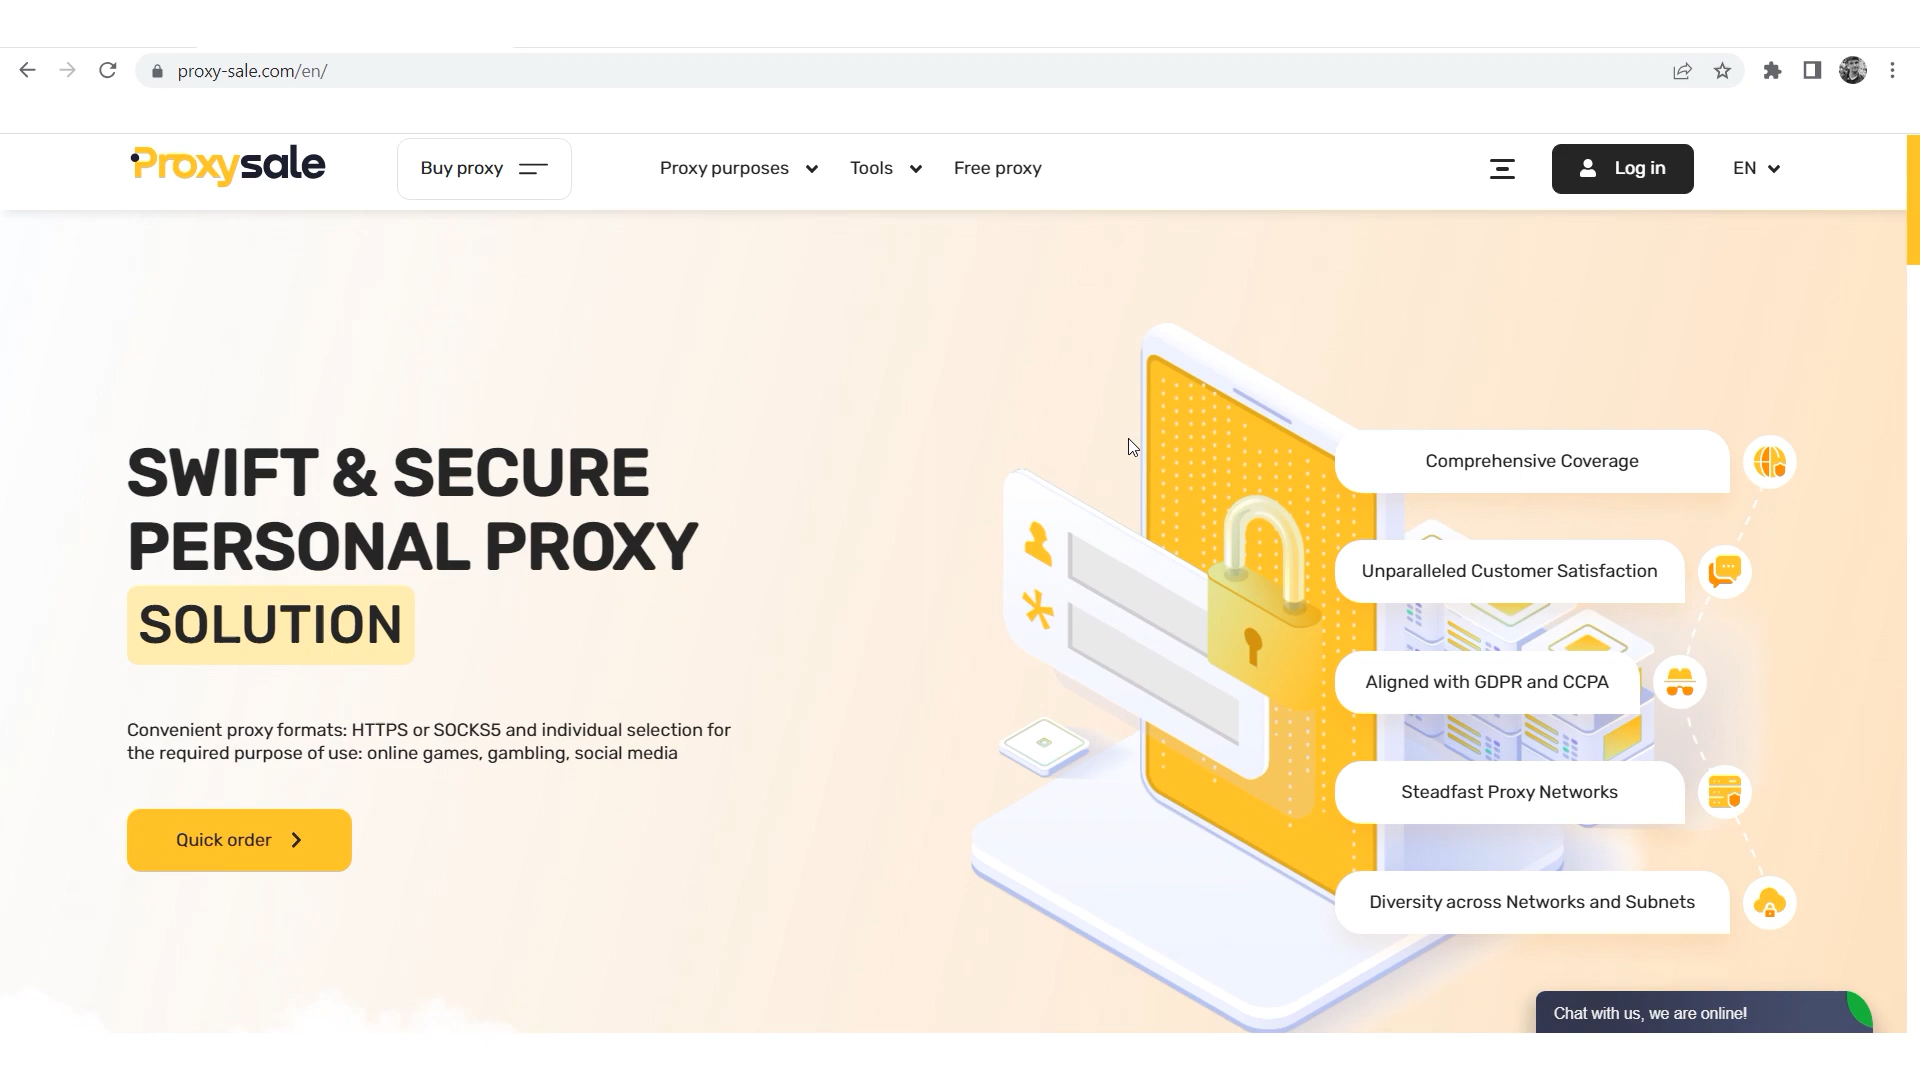 proxy-sale.com/en/
Proxysale
Buy proxy
Proxy purposes
Tools
Free proxy
Log in
EN
SWIFT & SECURE
PERSONAL PROXY
SOLUTION
Convenient proxy formats: HTTPS or SOCKS5 and individual selection for
the required purpose of use: online games, gambling, social media
Quick order
Comprehensive Coverage
Unparalleled Customer Satisfaction
Aligned with GDPR and CCPA
Steadfast Proxy Networks
Diversity across Networks and Subnets
Chat with us, we are online!